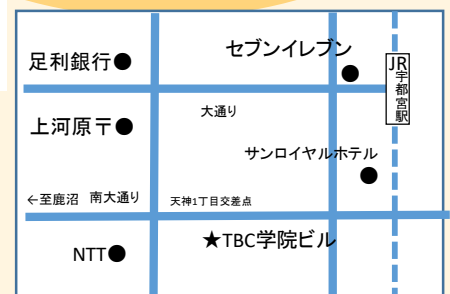 セブンイレブン
足利銀行●
JR宇都宮駅
大通り
上河原〒●
サンロイヤルホテル
←至鹿沼 南大通り
天神1丁目交差点
★TBC学院ビル
NTT●